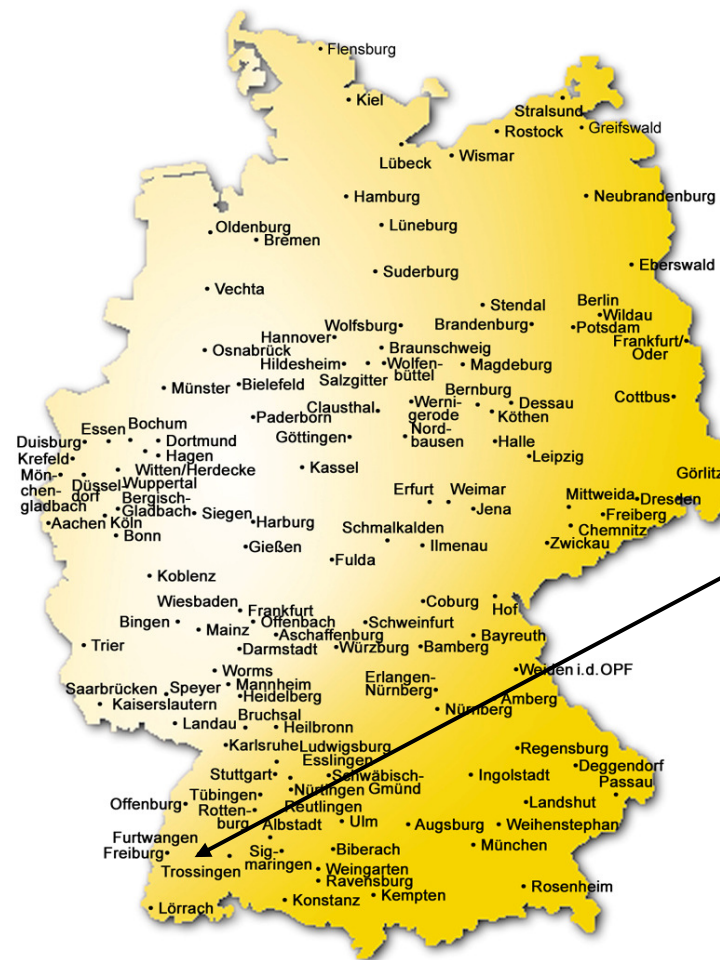 Flensburg
Kiel
Stralsund
Rostock
Greifswald
Lübeck
Wismar
Hamburg
Neubrandenburg
Oldenburg
Bremen
Lüneburg
Suderburg
Eberswald
Vechta
Stendal
Berlin
Wildau
Wolfsburg
Brandenburg
Potsdam
Hannover
Frankfurt/
Oder
Osnabrück
Braunschweig
Hildesheim
Wolfen-
büttel
Magdeburg
Salzgitter
Münster
Bielefeld
Bernburg
Clausthal
Werni-
gerode
Dessau
Köthen
Cottbus
Paderborn
Essen
Bochum
Duisburg
Dortmund
Göttingen
Nord-
bausen
Halle
Krefeld
Hagen
Leipzig
Mön-
chen-
gladbach
Witten/Herdecke
Kassel
Görlitz
Düssel
dorf
Wuppertal
Bergisch-
Gladbach
Siegen
Erfurt
Weimar
Jena
Mittweida
Dresden
Freiberg
Aachen
Köln
Harburg
Schmalkalden
Chemnitz
Bonn
Gießen
Ilmenau
Zwickau
Fulda
Koblenz
Wiesbaden
Frankfurt
Coburg
Hof
Bingen
Mainz
Offenbach
Schweinfurt
Aschaffenburg
Bayreuth
Trier
Darmstadt
Würzburg
Bamberg
Worms
Weiden i.d. OPF
Saarbrücken
Speyer
Mannheim
Erlangen-
Nürnberg
Kaiserslautern
Heidelberg
Amberg
Nürnberg
Landau
Bruchsal
Heilbronn
Karlsruhe
Ludwigsburg
Regensburg
Esslingen
Deggendorf
Stuttgart
Schwäbisch-
Gmünd
Ingolstadt
Passau
Tübingen
Nürtingen
Offenburg
Rotten-
burg
Reutlingen
Landshut
Albstadt
Ulm
Augsburg
Weihenstephan
Furtwangen
Freiburg
Sig-
maringen
Biberach
München
Trossingen
Weingarten
Ravensburg
Rosenheim
Lörrach
Konstanz
Kempten